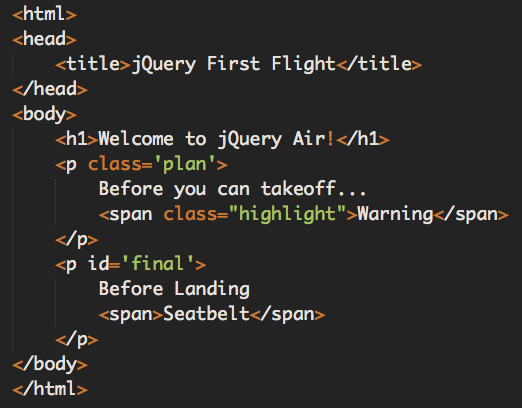 <html>
<head>
    <title>jQuery First Flight</title>
</head>
<body>
    <h1>Welcome to jQuery Air!</h1>
    <p class='plan'>
        Before you can takeoff...
        <span class="highlight">Warning</span>
    </p>
    <p id='final'>
        Before Landing
        <span>Seatbelt</span>
    </p>
</body>
</html>